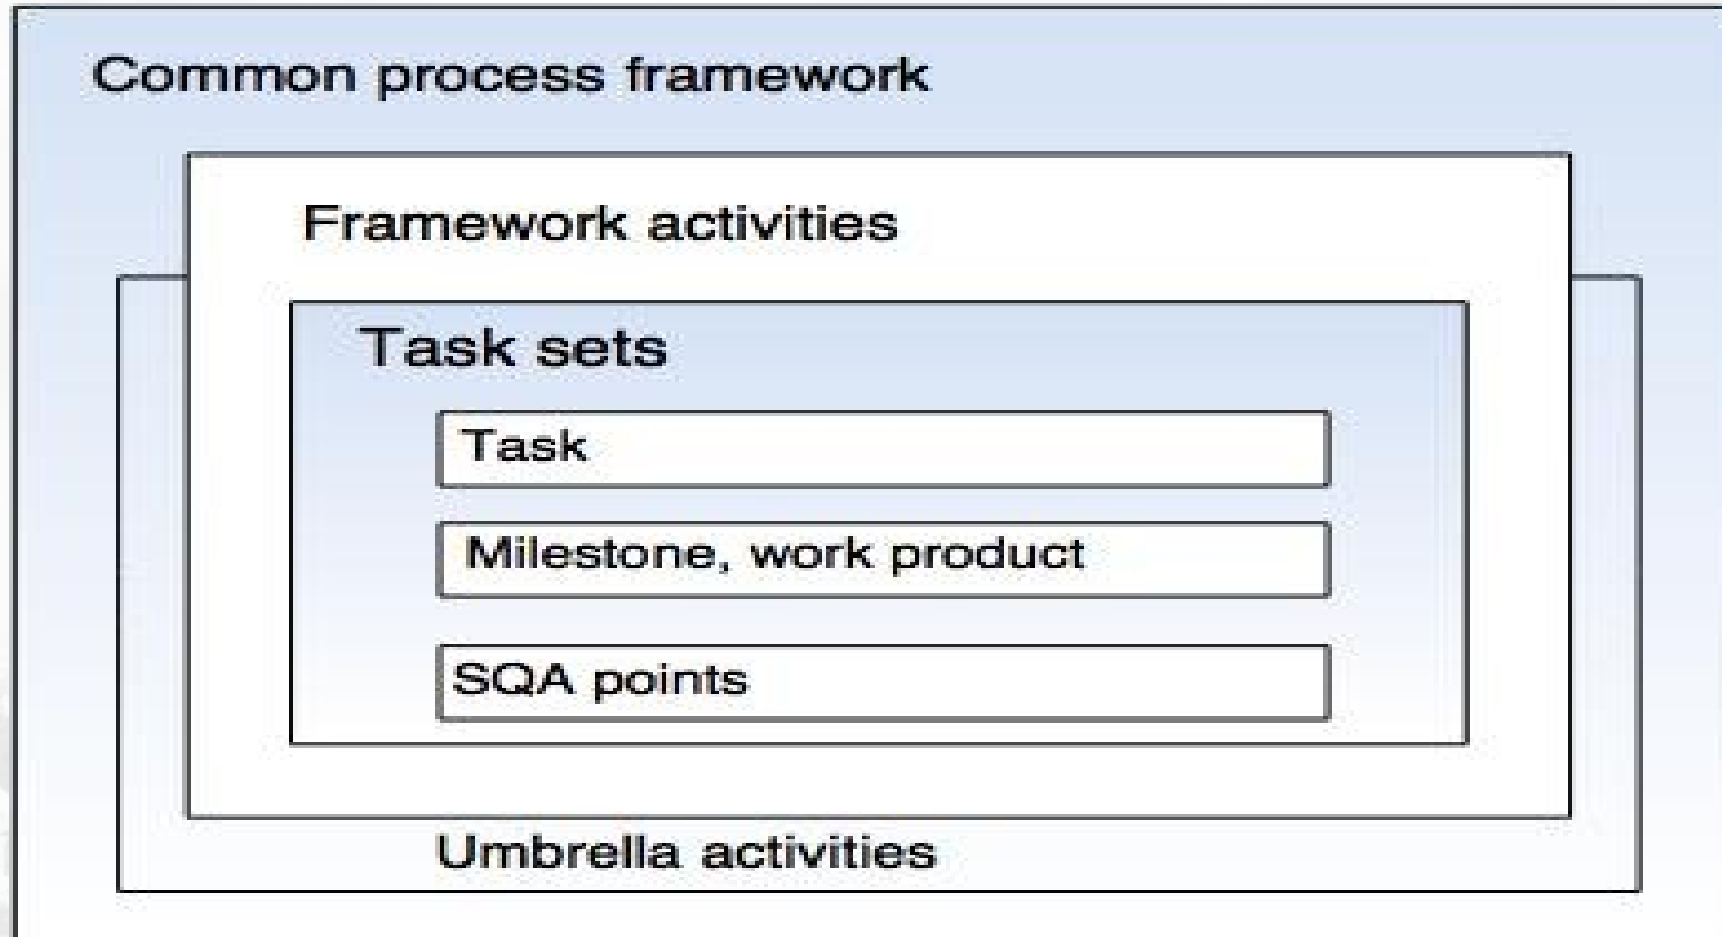 Common process framework
Framework activities
Task sets
Task
Milestone, work product
SQA points
Umbrella activities